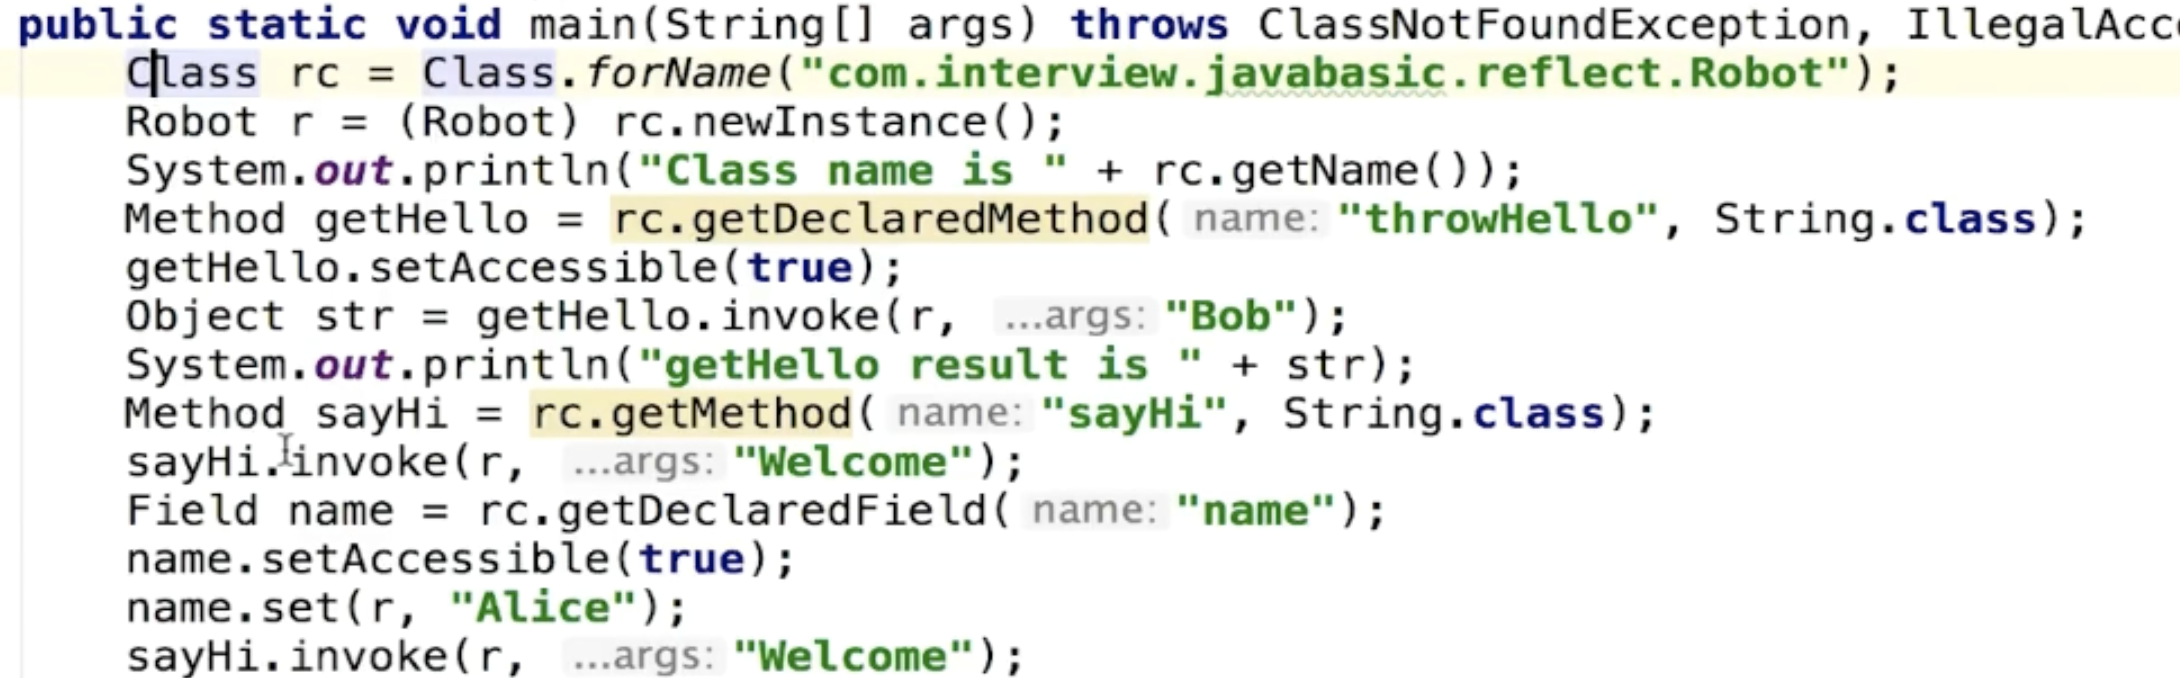 public static void main(String[] args) throws ClassNotFoundException, IllegalAcc
Class rc = Class.forName("com.interview.javabasic.reflect.Robot");
Robot r = (Robot) rc.newInstance();
System.out.println("Class name is " + rc.getName());
Method getHello = rc.getDeclaredMethod( name: "throwHello", String.class);
getHello.setAccessible(true);
Object str = getHello.invoke(r, ...args: "Bob");
System.out.println("getHello result is " + str);
Method sayHi = rc.getMethod( name: "sayHi", String.class);
sayHi.invoke(r, ...args: "Welcome");
Field name = rc.getDeclaredField( name: "name");
name.setAccessible(true);
name.set(r, "Alice");
sayHi.invoke(r, ...args: "Welcome");